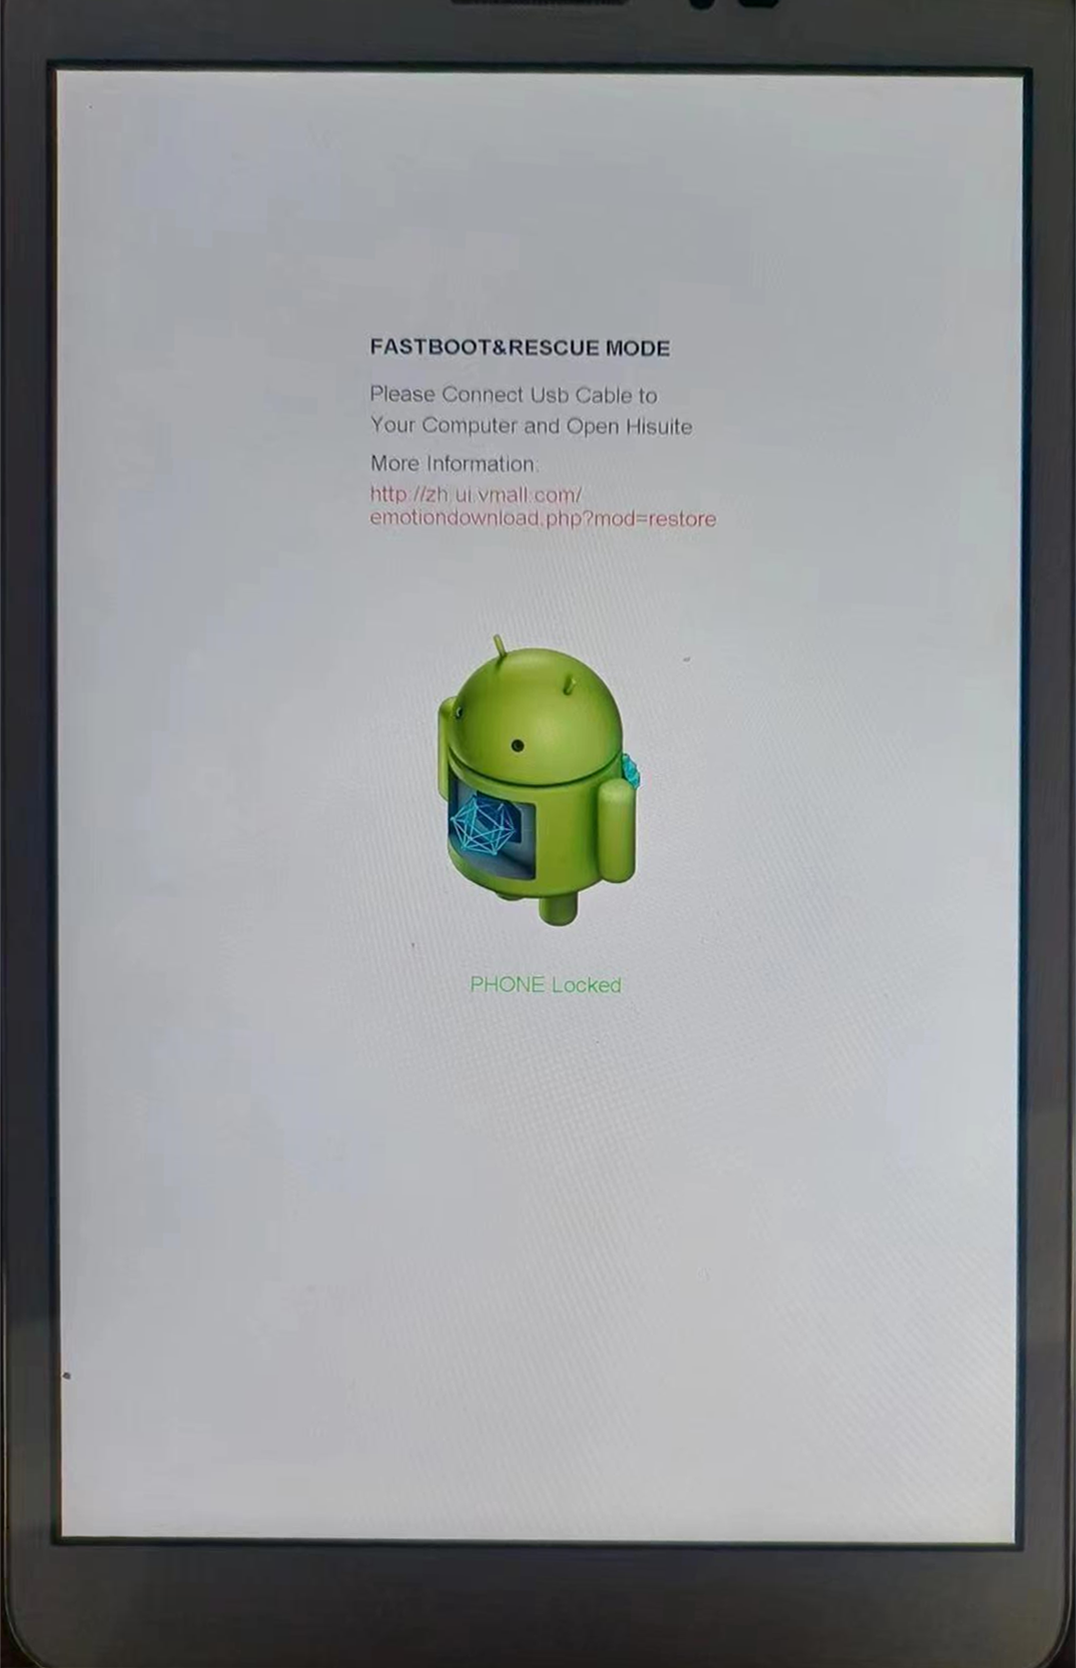 FASTBOOT&RESCUE MODE
Please Connect Usb Cable to
Your Computer and Open Hisuite
More Information:
http://zh.ui.vmall.com/
emotiondownload.php?mod=restore
PHONE Locked